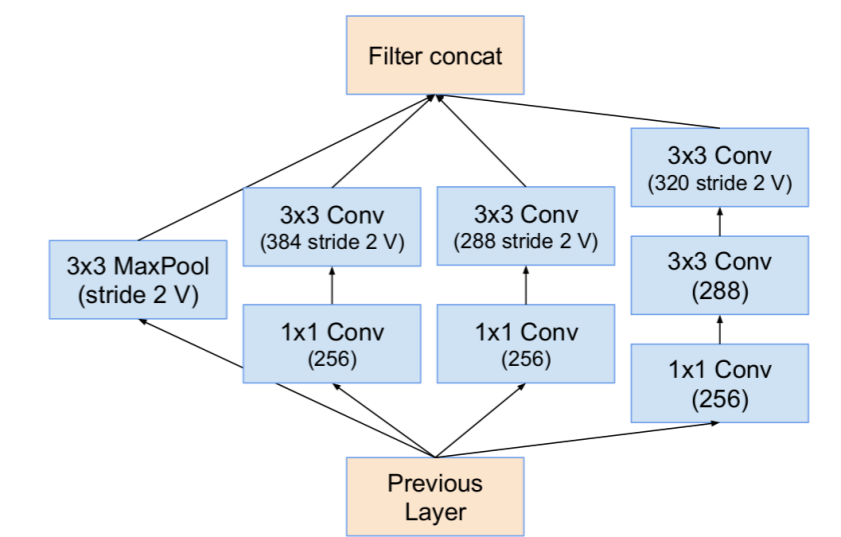 Filter concat
3x3 Conv
(320 stride 2 V)
3x3 Conv
(384 stride 2 V)
3x3 Conv
(288 stride 2 V)
3x3 MaxPool
(stride 2 V)
3x3 Conv
(288)
1x1 Conv
(256)
1x1 Conv
(256)
1x1 Conv
(256)
Previous
Layer